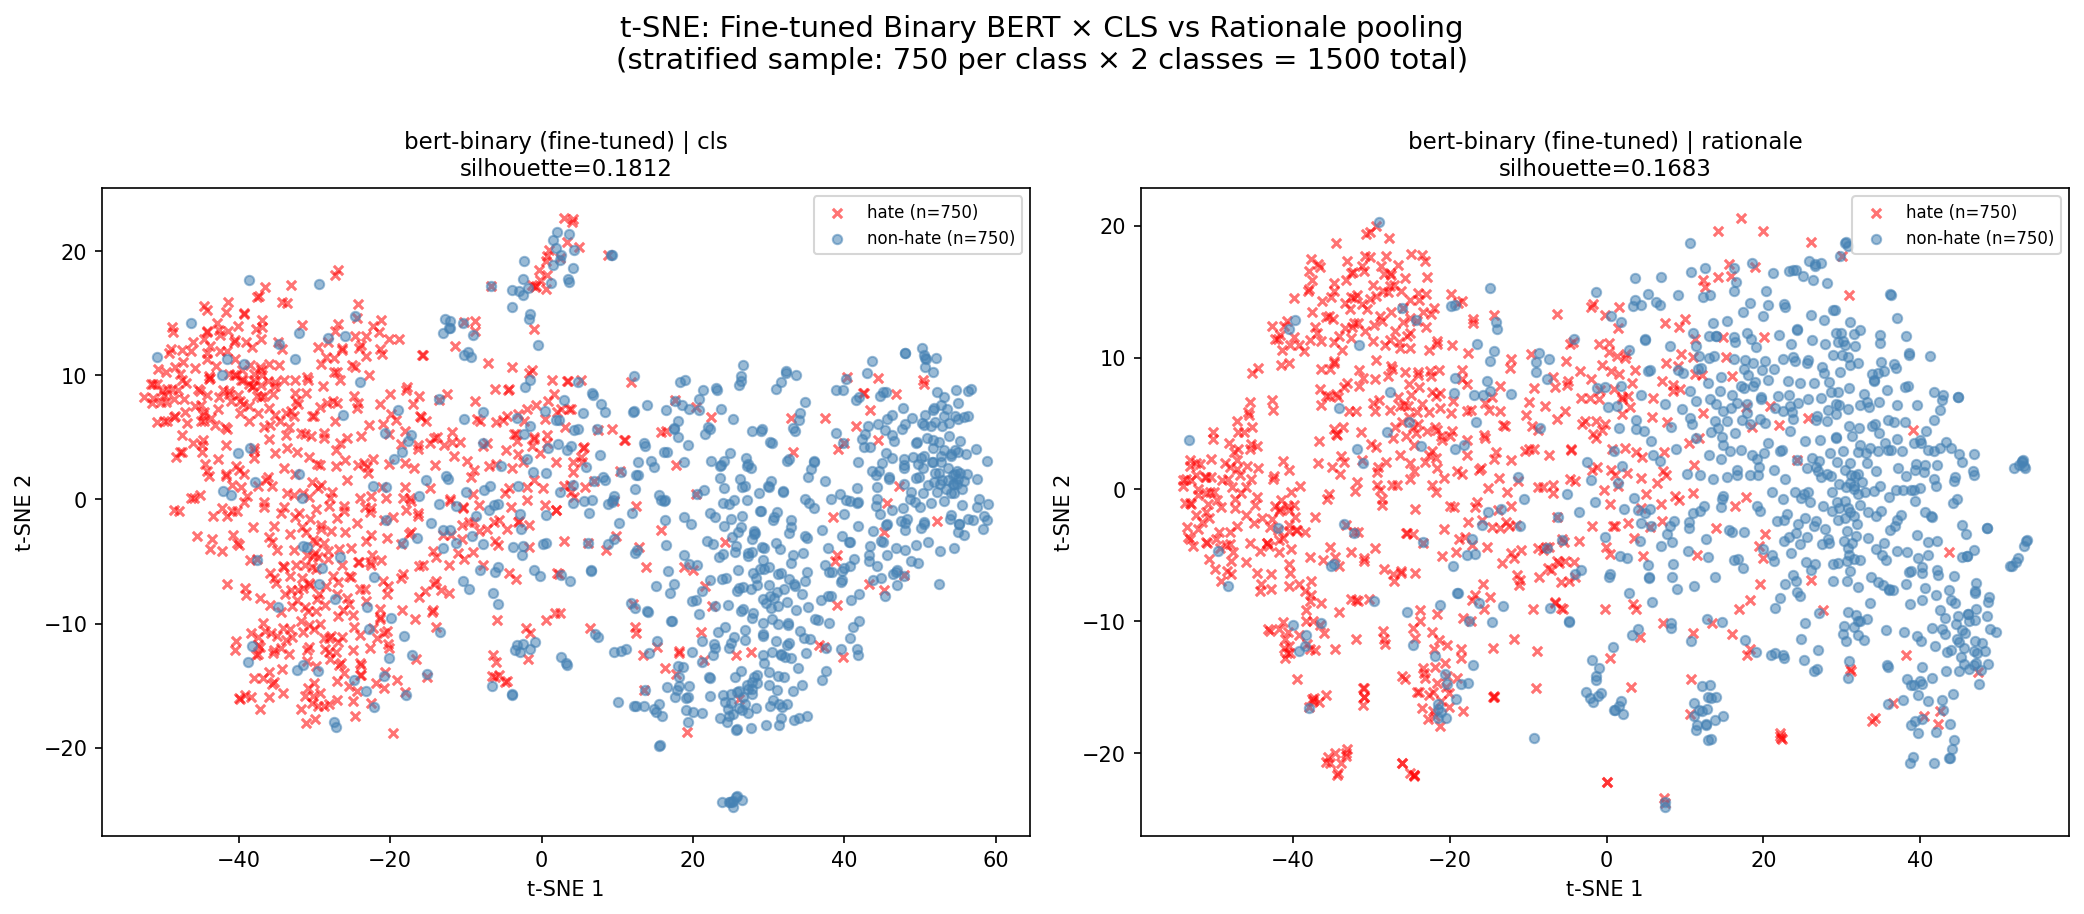 t-SNE: Fine-tuned Binary BERT × CLS vs Rationale pooling
(stratified sample: 750 per class × 2 classes = 1500 total)
bert-binary (fine-tuned) | cls
silhouette=0.1812
hate (n=750)
non-hate (n=750)
20
10
0
−10
−20
t-SNE 2
−40
−20
0
20
40
60
t-SNE 1
bert-binary (fine-tuned) | rationale
silhouette=0.1683
hate (n=750)
non-hate (n=750)
20
10
0
−10
−20
t-SNE 2
−40
−20
0
20
40
t-SNE 1